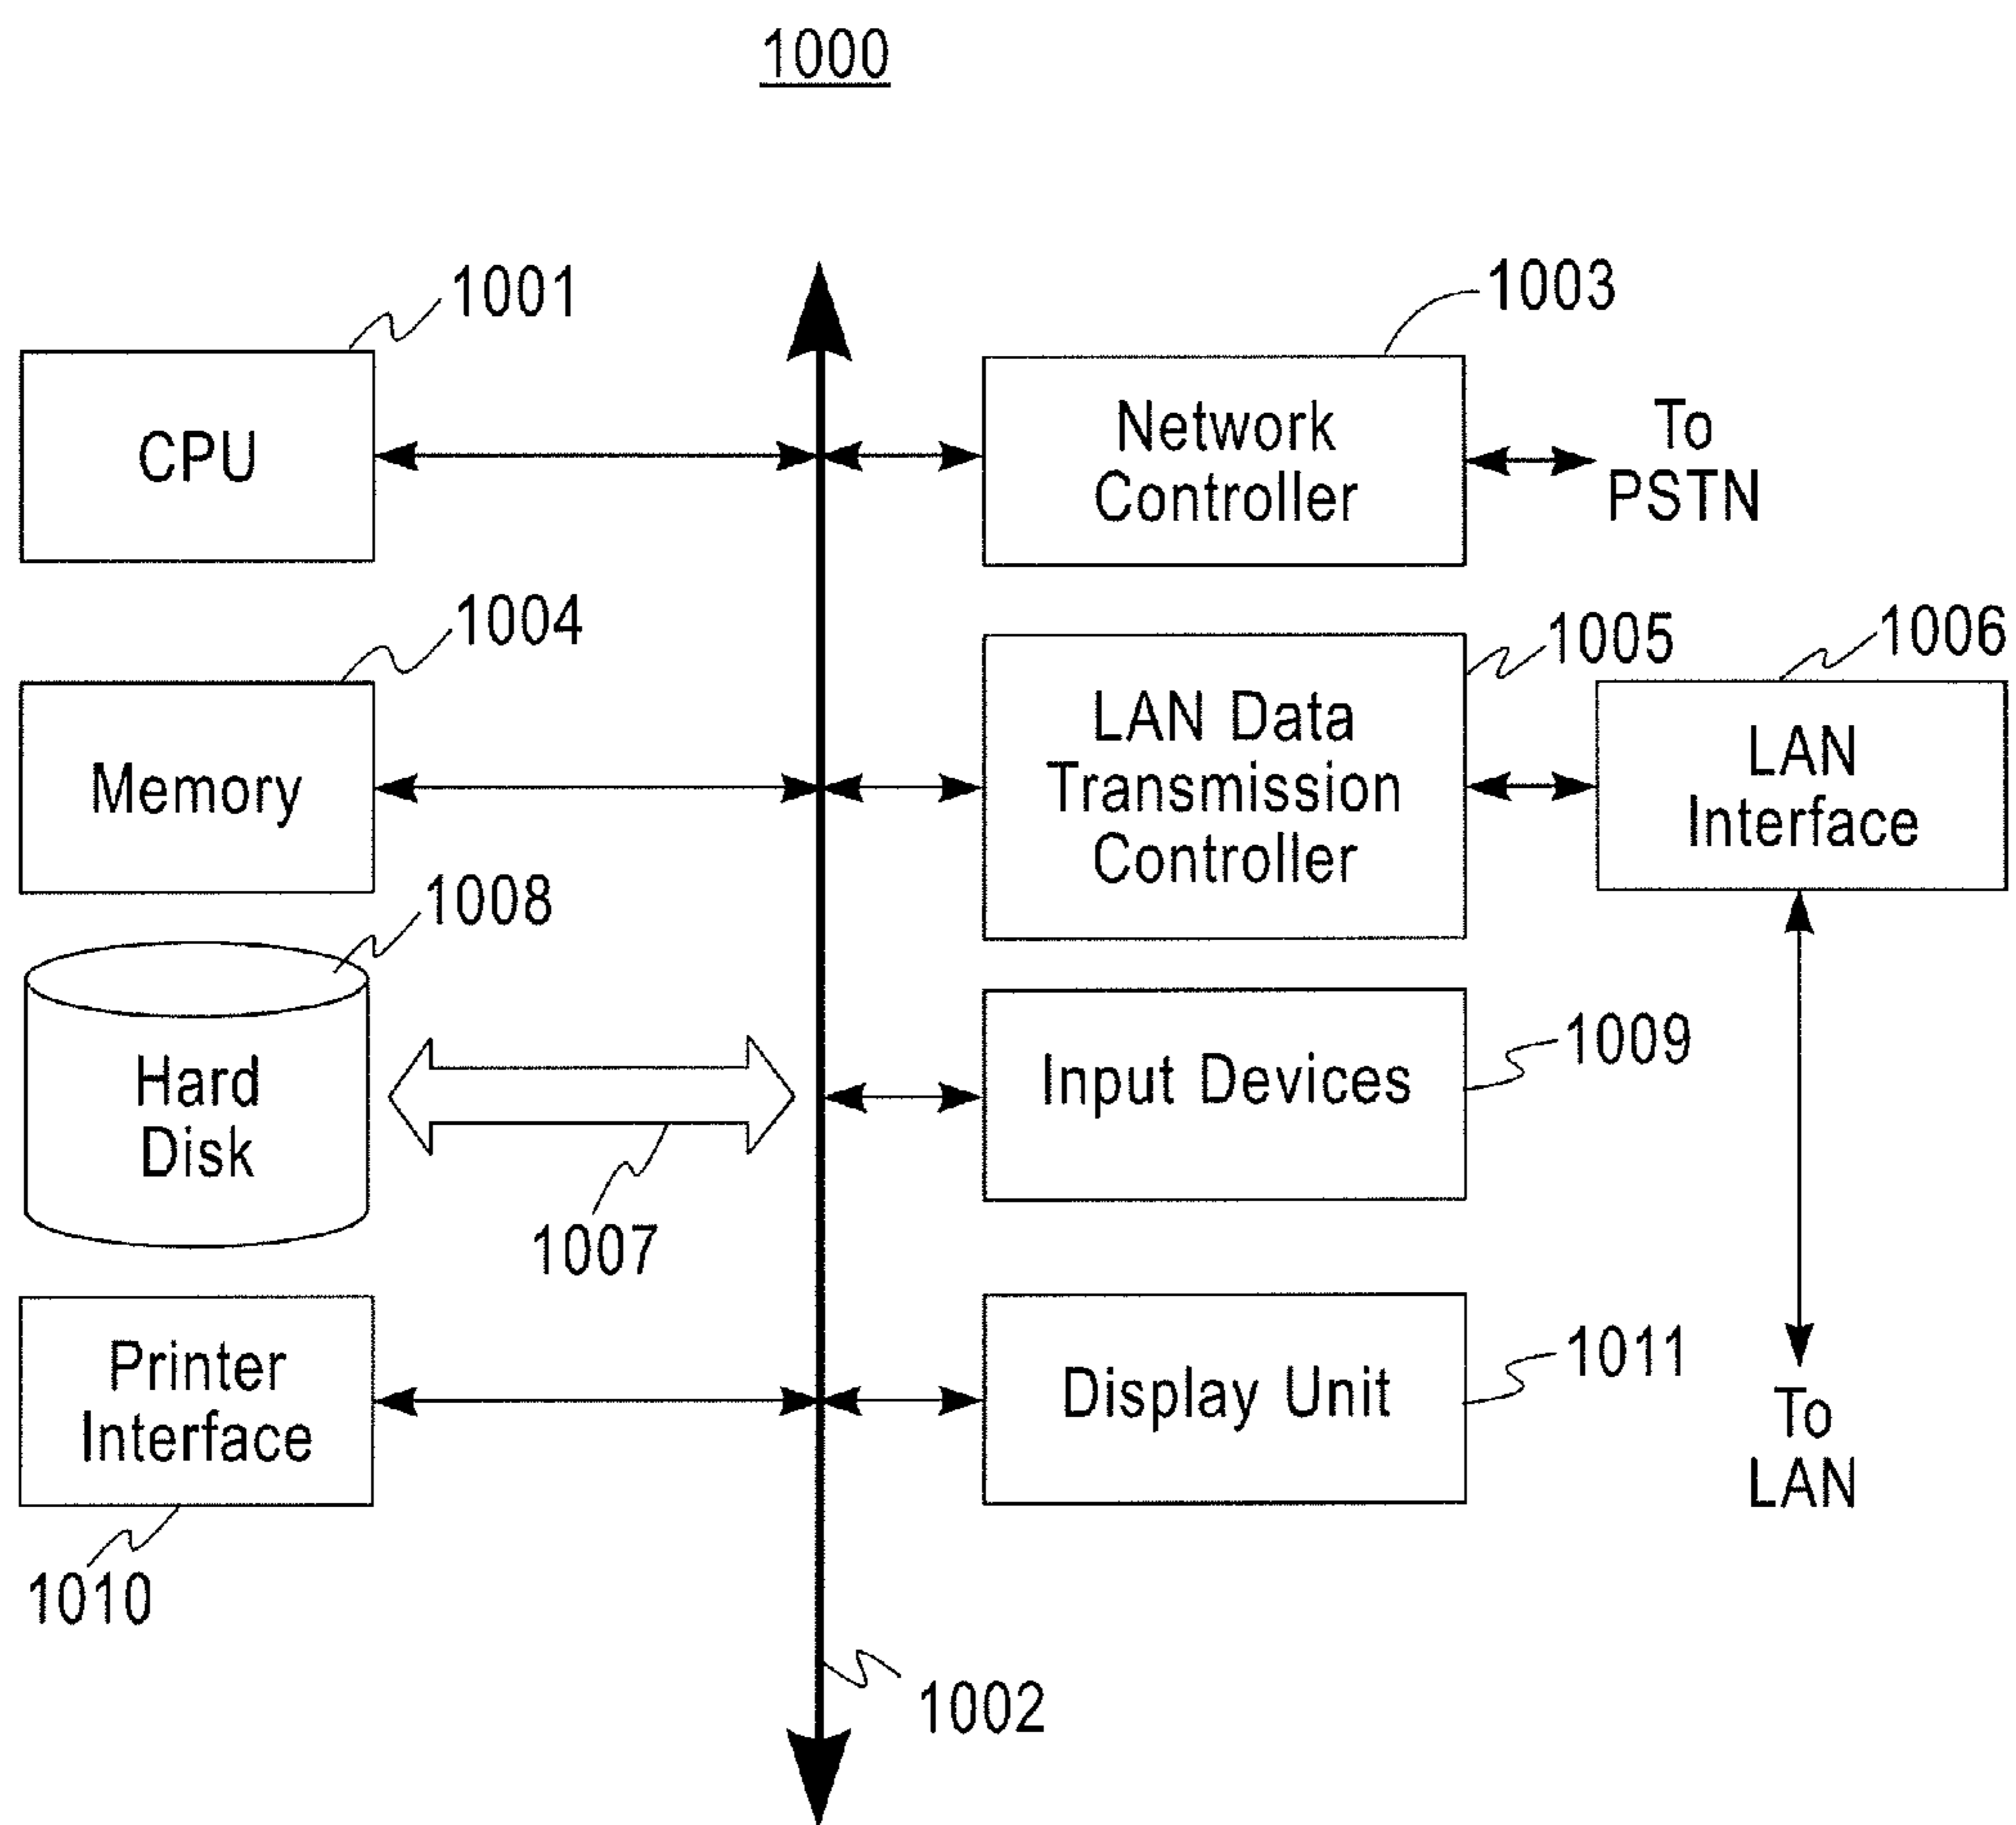 1000
1001
CPU
1003
Network
Controller
To
PSTN
1004
Memory
1005
LAN Data
Transmission
Controller
1006
LAN
Interface
1008
Hard
Disk
1007
1009
Input Devices
Printer
Interface
1010
1011
Display Unit
To
LAN
1002